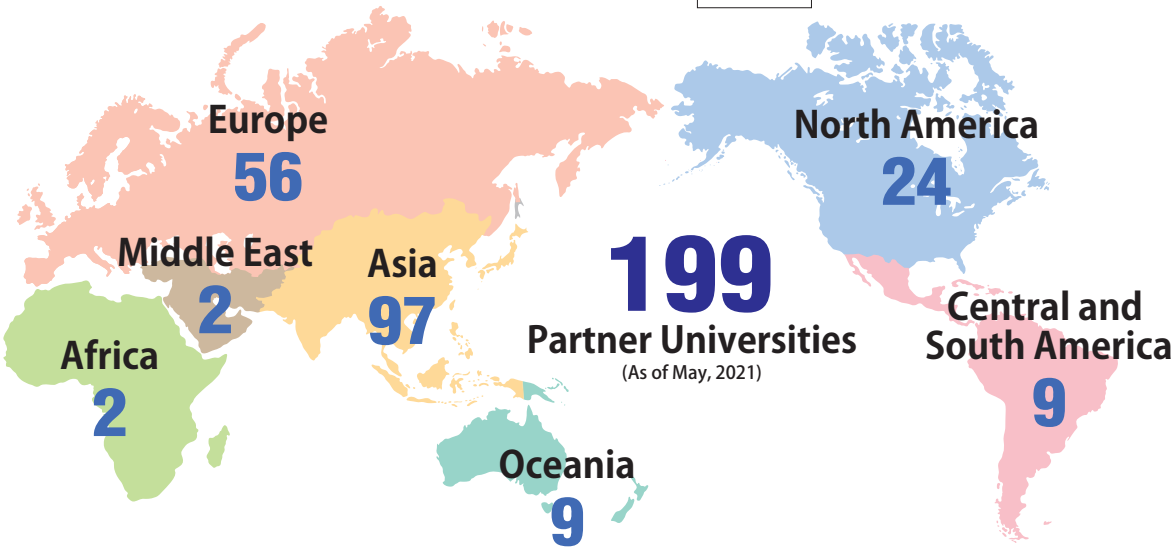 Europe
56
North America
24
Middle East
2
Asia
97
199
Partner Universities
(As of May, 2021)
Central and
South America
9
Africa
2
Oceania
9